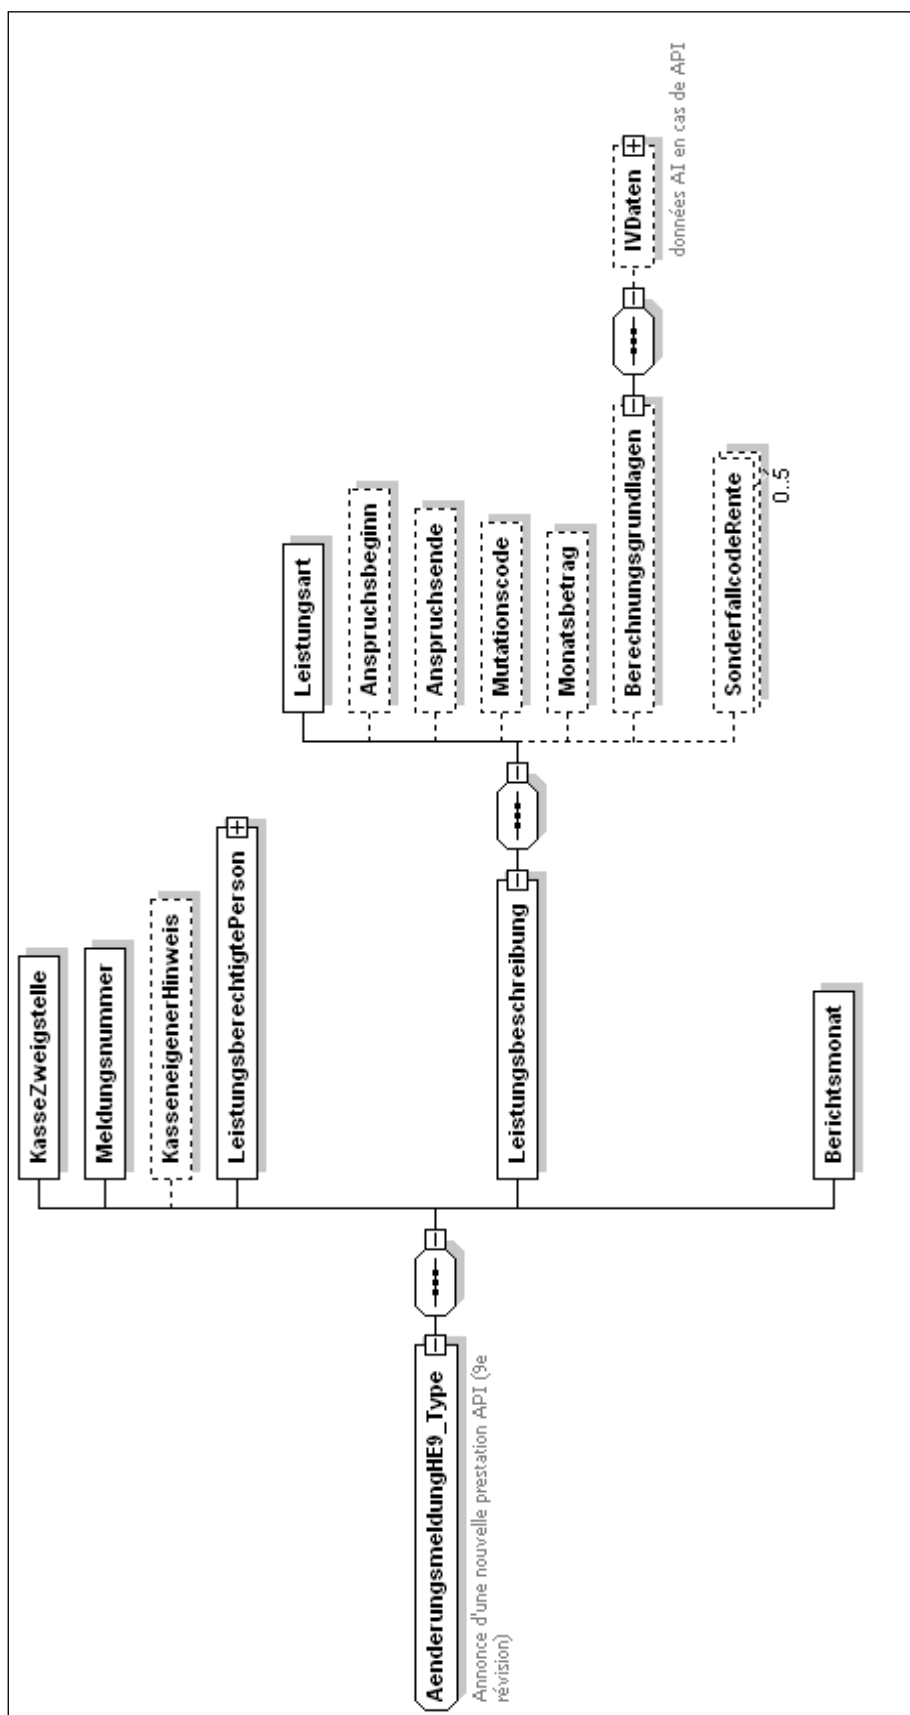 AenderungsmeldungHE9_Type
Annonce d'une nouvelle prestation API (9e
révision)
KasseZweigstelle
Meldungsnummer
KasseneigenerHinweis
LeistungsberechtigtePerson
Leistungsbeschreibung
Leistungsart
Anspruchsbeginn
Anspruchsende
Mutationscode
Monatsbetrag
Berechnungsgrundlagen
IVDaten
données AI en cas de API
SonderfallcodeRente
0..5
Berichtsmonat